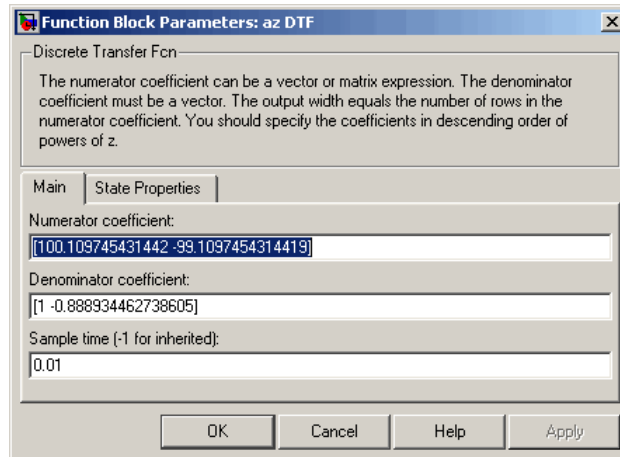 Function Block Parameters: az DTF
Discrete Transfer Fcn
The numerator coefficient can be a vector or matrix expression. The denominator
coefficient must be a vector. The output width equals the number of rows in the
numerator coefficient. You should specify the coefficients in descending order of
powers of z.
Main State Properties
Numerator coefficient:
[100.109745431442 -99.1097454314419]
Denominator coefficient:
[1 -0.888934462738605]
Sample time (-1 for inherited):
0.01
OK Cancel Help Apply